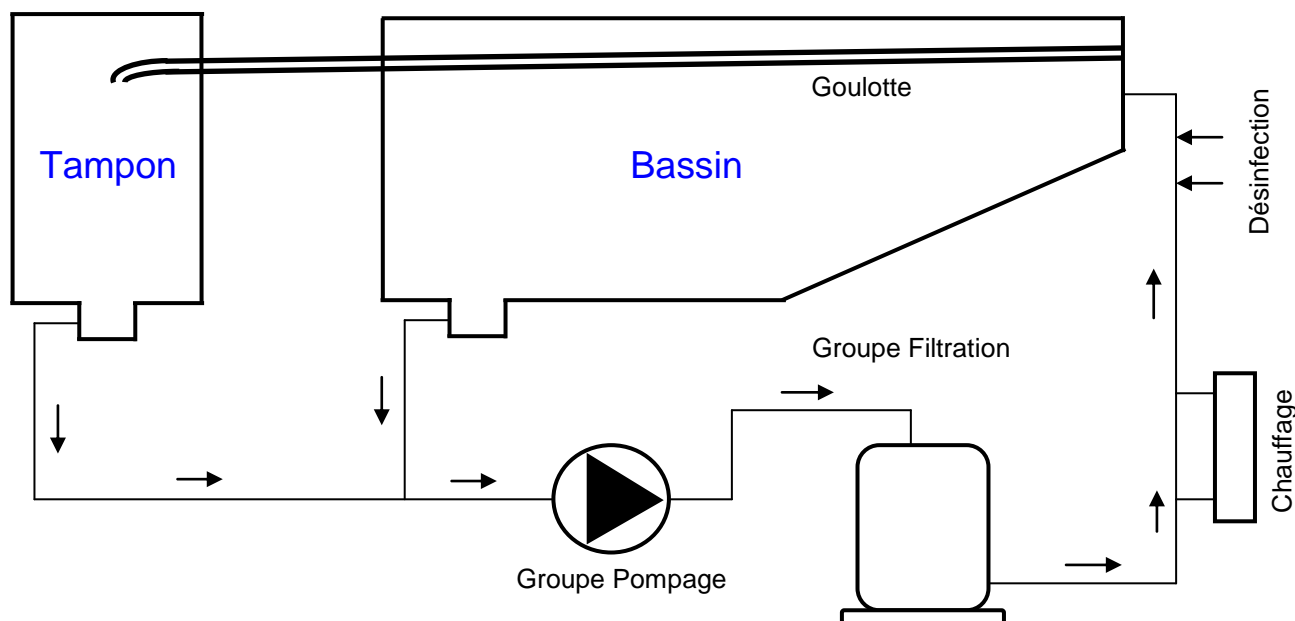 Goulotte
Tampon
Bassin
Désinfection
Groupe Filtration
Chauffage
Groupe Pompage